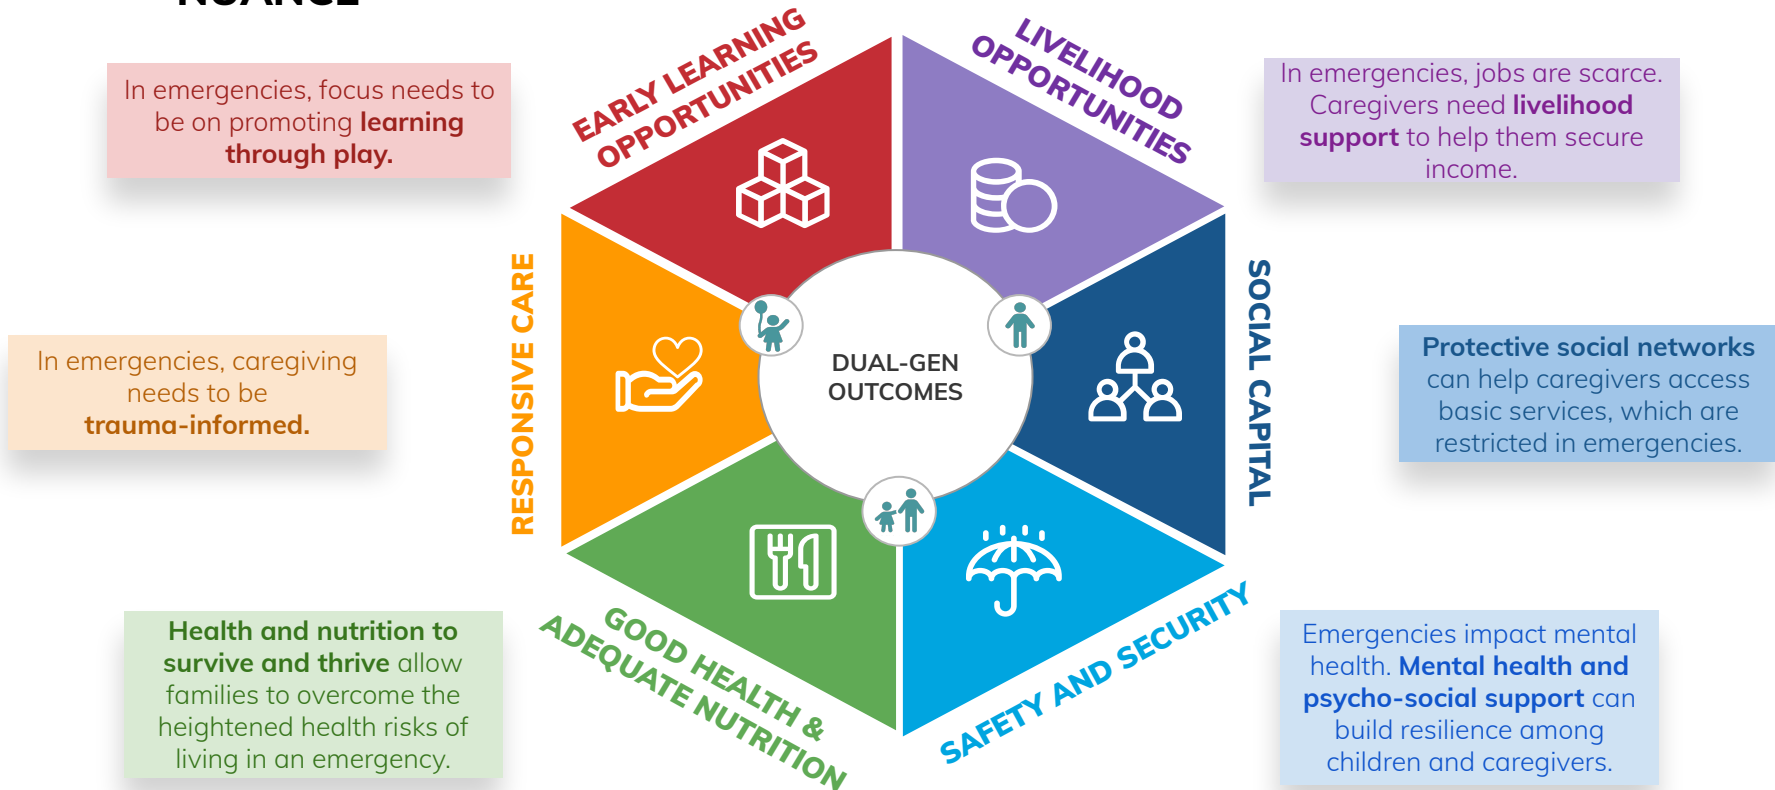 NUANCE
EARLY LEARNING
OPPORTUNITIES
LIVELIHOOD
OPPORTUNITIES
In emergencies, focus needs to
be on promoting learning
through play.
In emergencies, jobs are scarce.
Caregivers need livelihood
support to help them secure
income.
RESPONSIVE CARE
SOCIAL CAPITAL
In emergencies, caregiving
needs to be
trauma-informed.
DUAL-GEN
OUTCOMES
Protective social networks
can help caregivers access
basic services, which are
restricted in emergencies.
Health and nutrition to
survive and thrive allow
families to overcome the
heightened health risks of
living in an emergency.
GOOD HEALTH &
ADEQUATE NUTRITION
SAFETY AND SECURITY
Emergencies impact mental
health. Mental health and
psycho-social support can
build resilience among
children and caregivers.